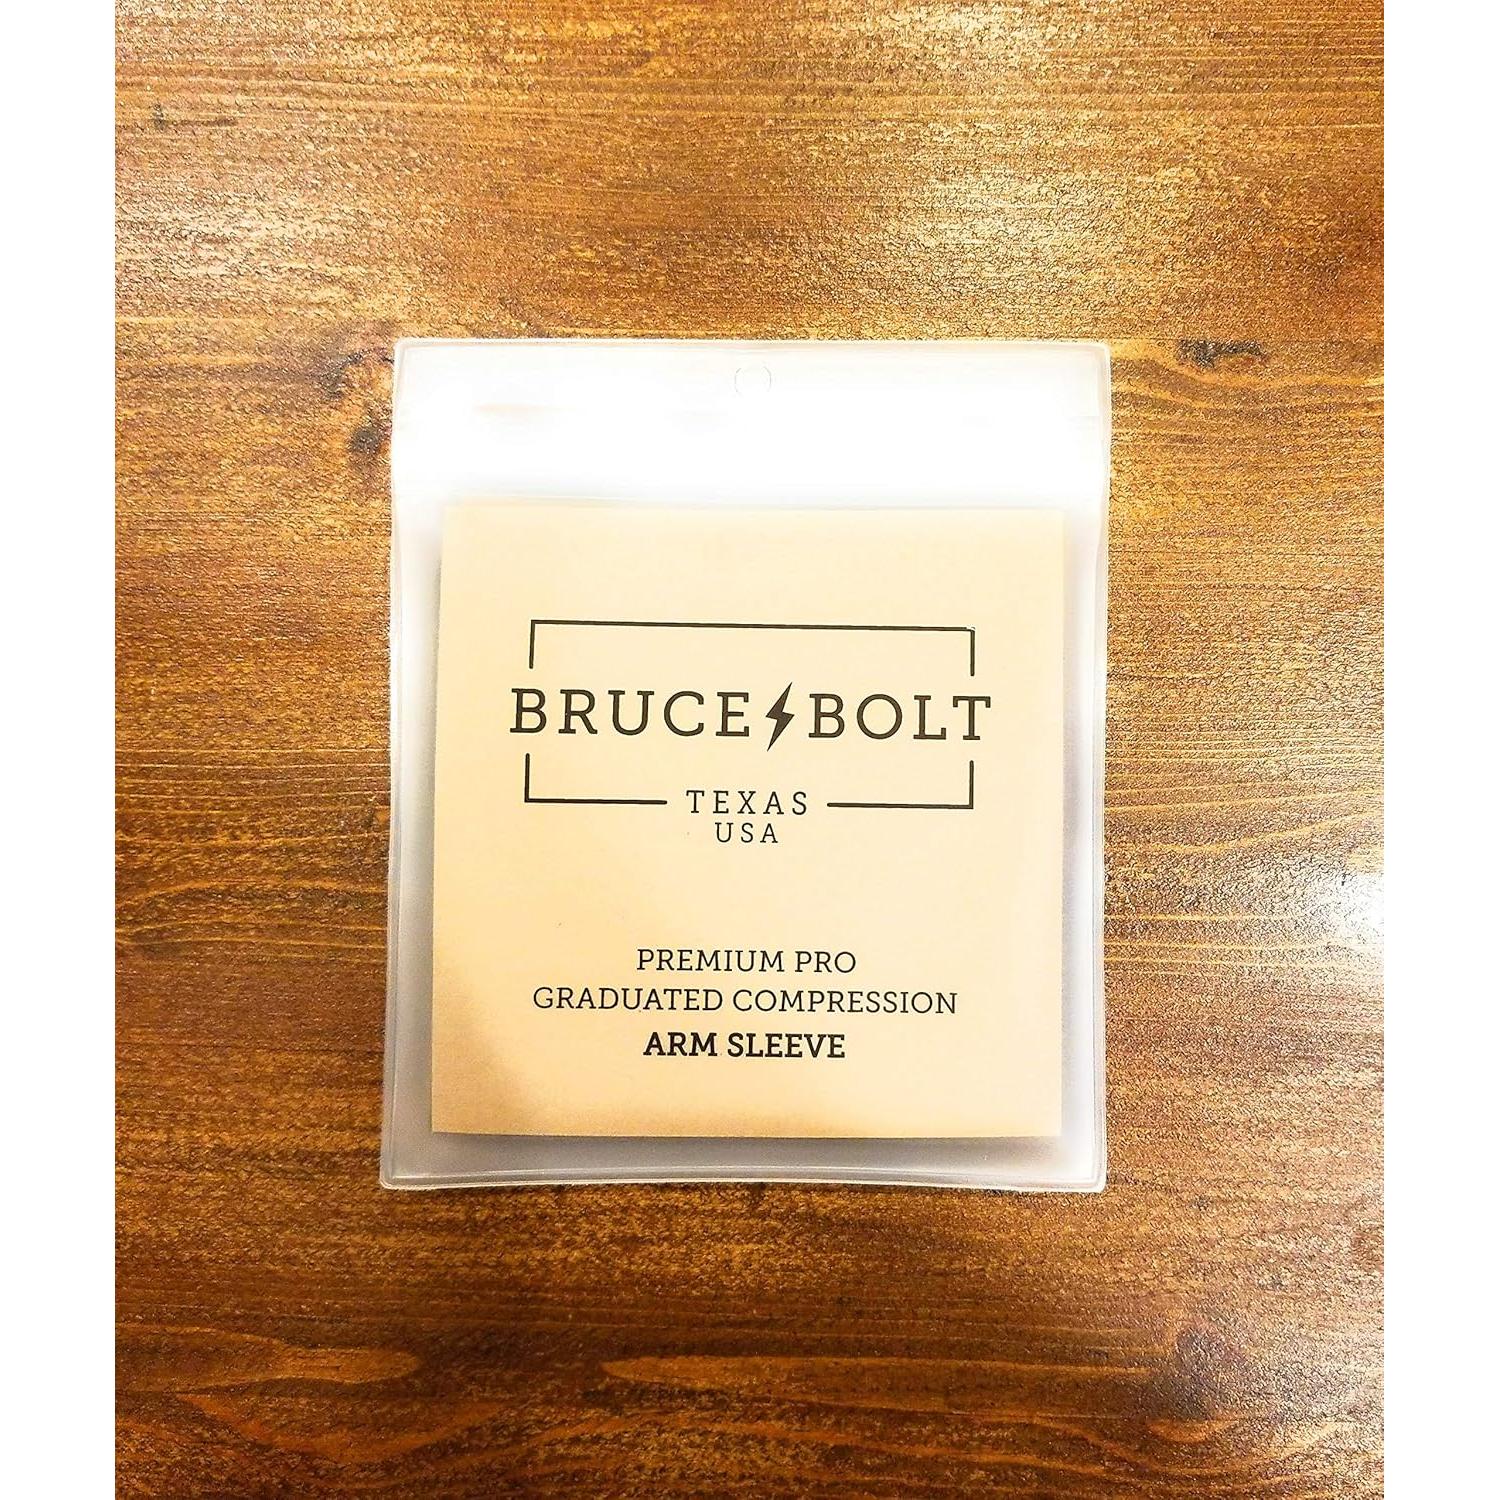 BRUCE BOLT
TEXAS
USA
PREMIUM PRO
GRADUATED COMPRESSION
ARM SLEEVE